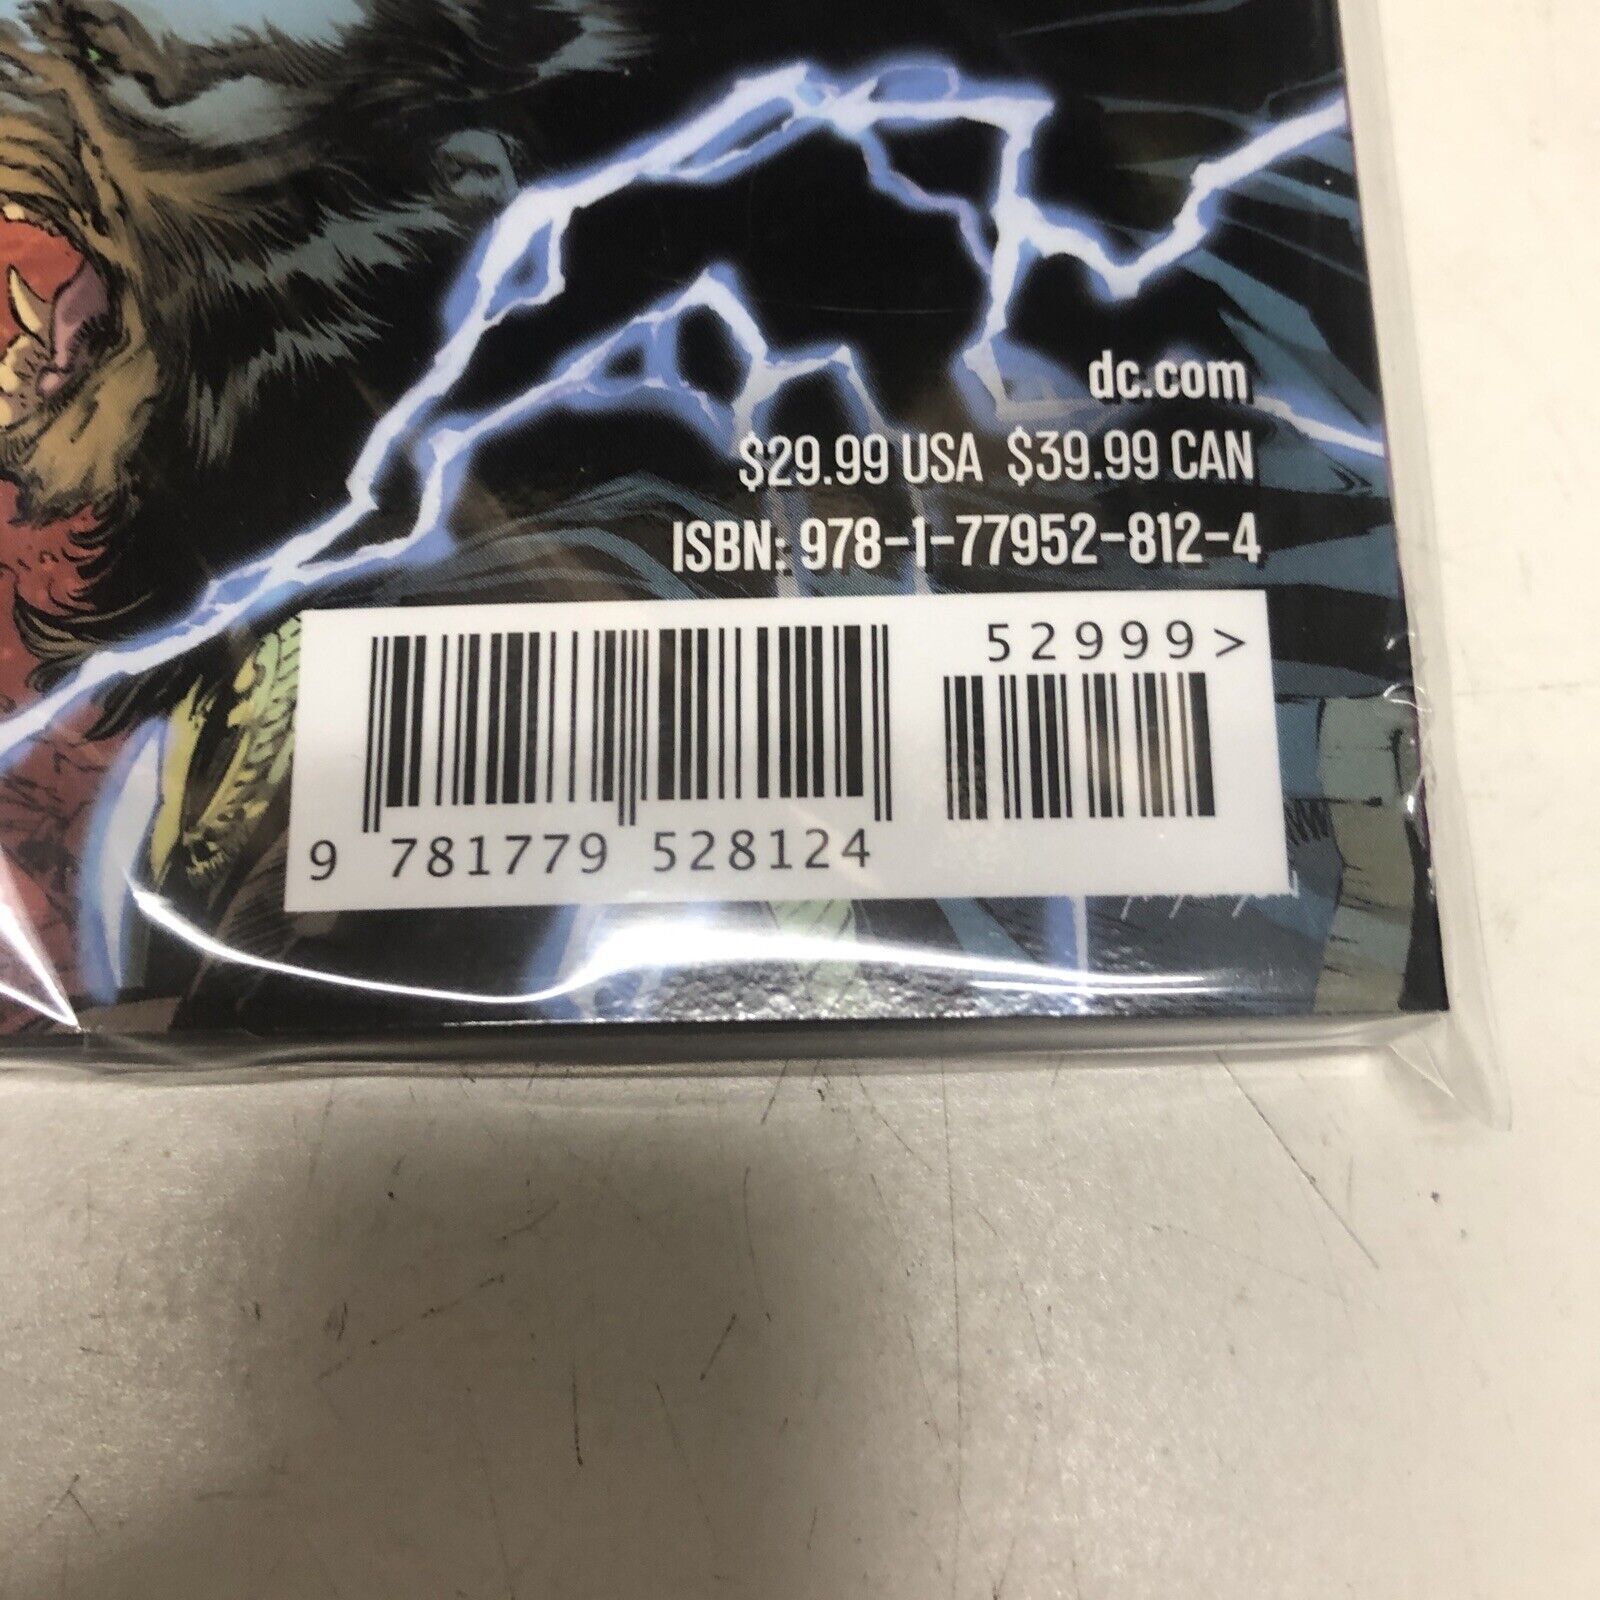 dc.com
$29.99 USA $39.99 CAN
ISBN: 978-1-77952-812-4
52999>
9 781779 528124